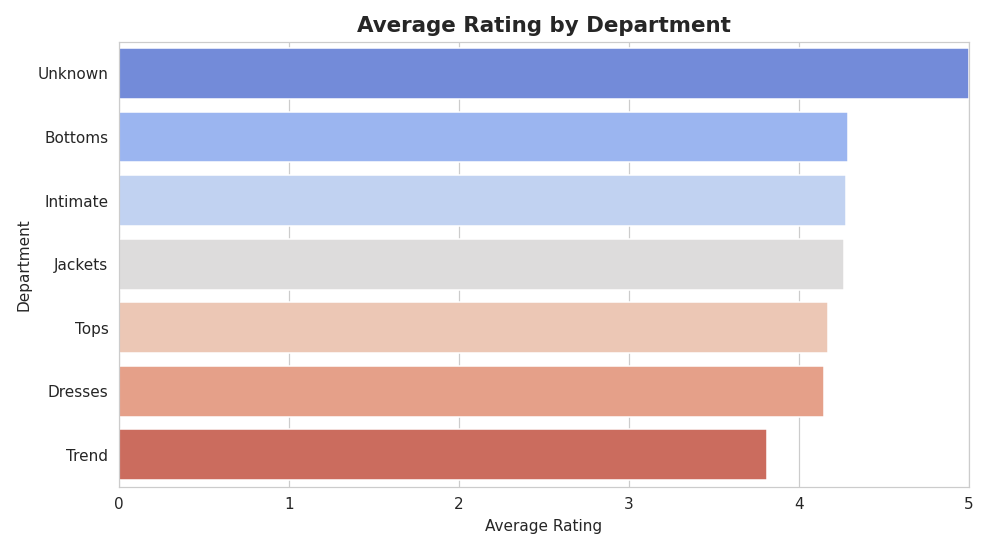 Average Rating by Department
Unknown
Bottoms
Intimate
Jackets
Tops
Dresses
Trend
Department
0 1 2 3 4 5
Average Rating